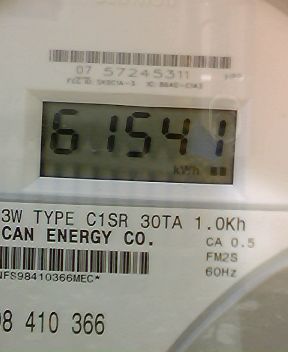 07 57245311
61541
kWh
3W TYPE C1SR 30TA 1.0Kh
CAN ENERGY CO.
CA 0.5
FM2S
60Hz
NFS98410366MEC*
98 410 366